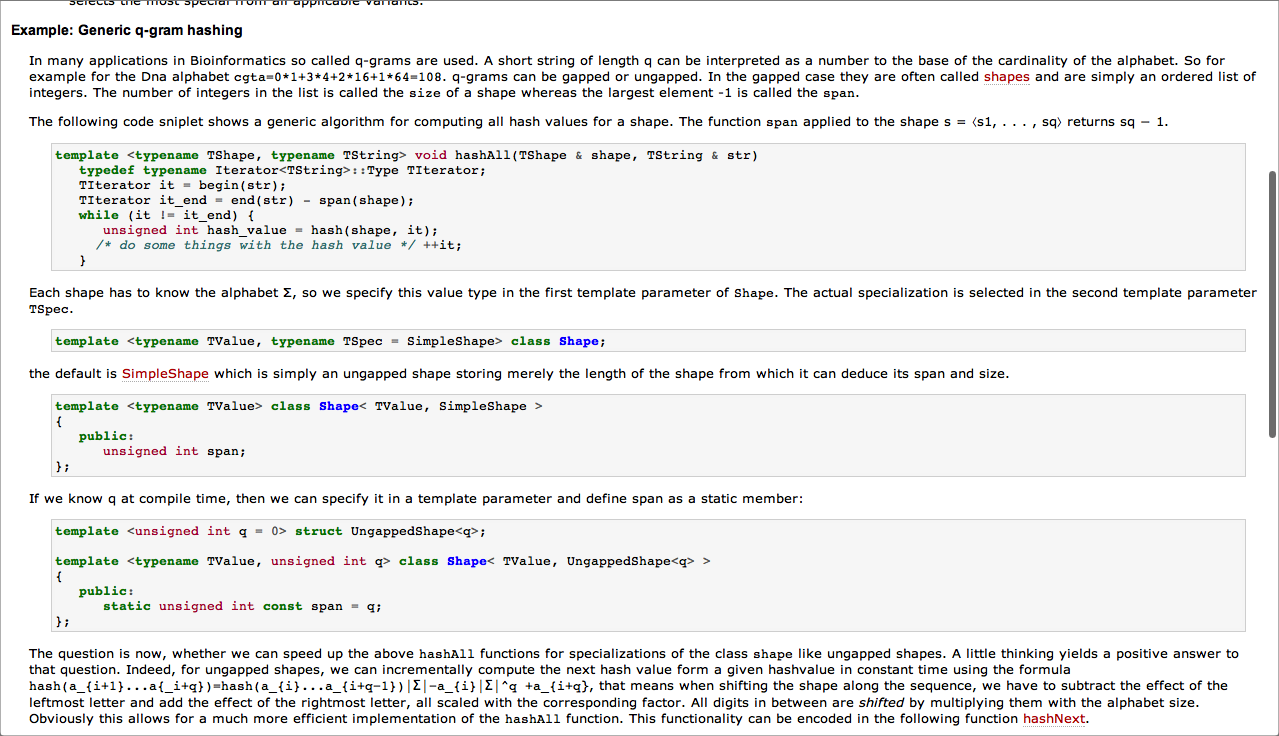 selects the most special from all applicable variants.
Example: Generic q-gram hashing
In many applications in Bioinformatics so called q-grams are used. A short string of length q can be interpreted as a number to the base of the cardinality of the alphabet. So for
example for the Dna alphabet cgta=0*1+3*4+2*16+1*64=108. q-grams can be gapped or ungapped. In the gapped case they are often called shapes and are simply an ordered list of
integers. The number of integers in the list is called the size of a shape whereas the largest element -1 is called the span.
The following code sniplet shows a generic algorithm for computing all hash values for a shape. The function span applied to the shape s = ⟨s1, . . . , sq⟩ returns sq − 1.
template <typename TShape, typename TString> void hashAll(TShape & shape, TString & str)
typedef typename Iterator<TString>::Type TIterator;
TIterator it = begin(str);
TIterator it_end = end(str) - span(shape);
while (it != it_end) {
unsigned int hash_value = hash(shape, it);
/* do some things with the hash value */ ++it;
}
Each shape has to know the alphabet Σ, so we specify this value type in the first template parameter of Shape. The actual specialization is selected in the second template parameter
TSpec.
template <typename TValue, typename TSpec = SimpleShape> class Shape;
the default is SimpleShape which is simply an ungapped shape storing merely the length of the shape from which it can deduce its span and size.
template <typename TValue> class Shape< TValue, SimpleShape >
{
public:
unsigned int span;
};
If we know q at compile time, then we can specify it in a template parameter and define span as a static member:
template <unsigned int q = 0> struct UngappedShape<q>;
template <typename TValue, unsigned int q> class Shape< TValue, UngappedShape<q> >
{
public:
static unsigned int const span = q;
};
The question is now, whether we can speed up the above hashAll functions for specializations of the class shape like ungapped shapes. A little thinking yields a positive answer to
that question. Indeed, for ungapped shapes, we can incrementally compute the next hash value form a given hashvalue in constant time using the formula
hash(a_{i+1}...a{_i+q})=hash(a_{i}...a_{i+q-1})|Σ|-a_{i}|Σ|^q +a_{i+q}, that means when shifting the shape along the sequence, we have to subtract the effect of the
leftmost letter and add the effect of the rightmost letter, all scaled with the corresponding factor. All digits in between are shifted by multiplying them with the alphabet size.
Obviously this allows for a much more efficient implementation of the hashAll function. This functionality can be encoded in the following function hashNext.